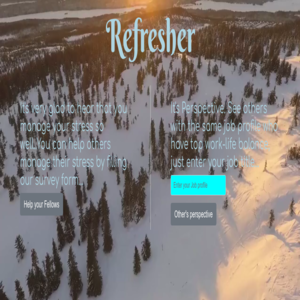 Refresher
It's very glad to hear that you
manage your stress so
well.You can help others
manage their stress by filling
our survey form...
Help your Fellows
It's Perspective. See others
with the same job profile who
have top work-life balance
just enter your job title
Enter your Job profile
Other's perspective